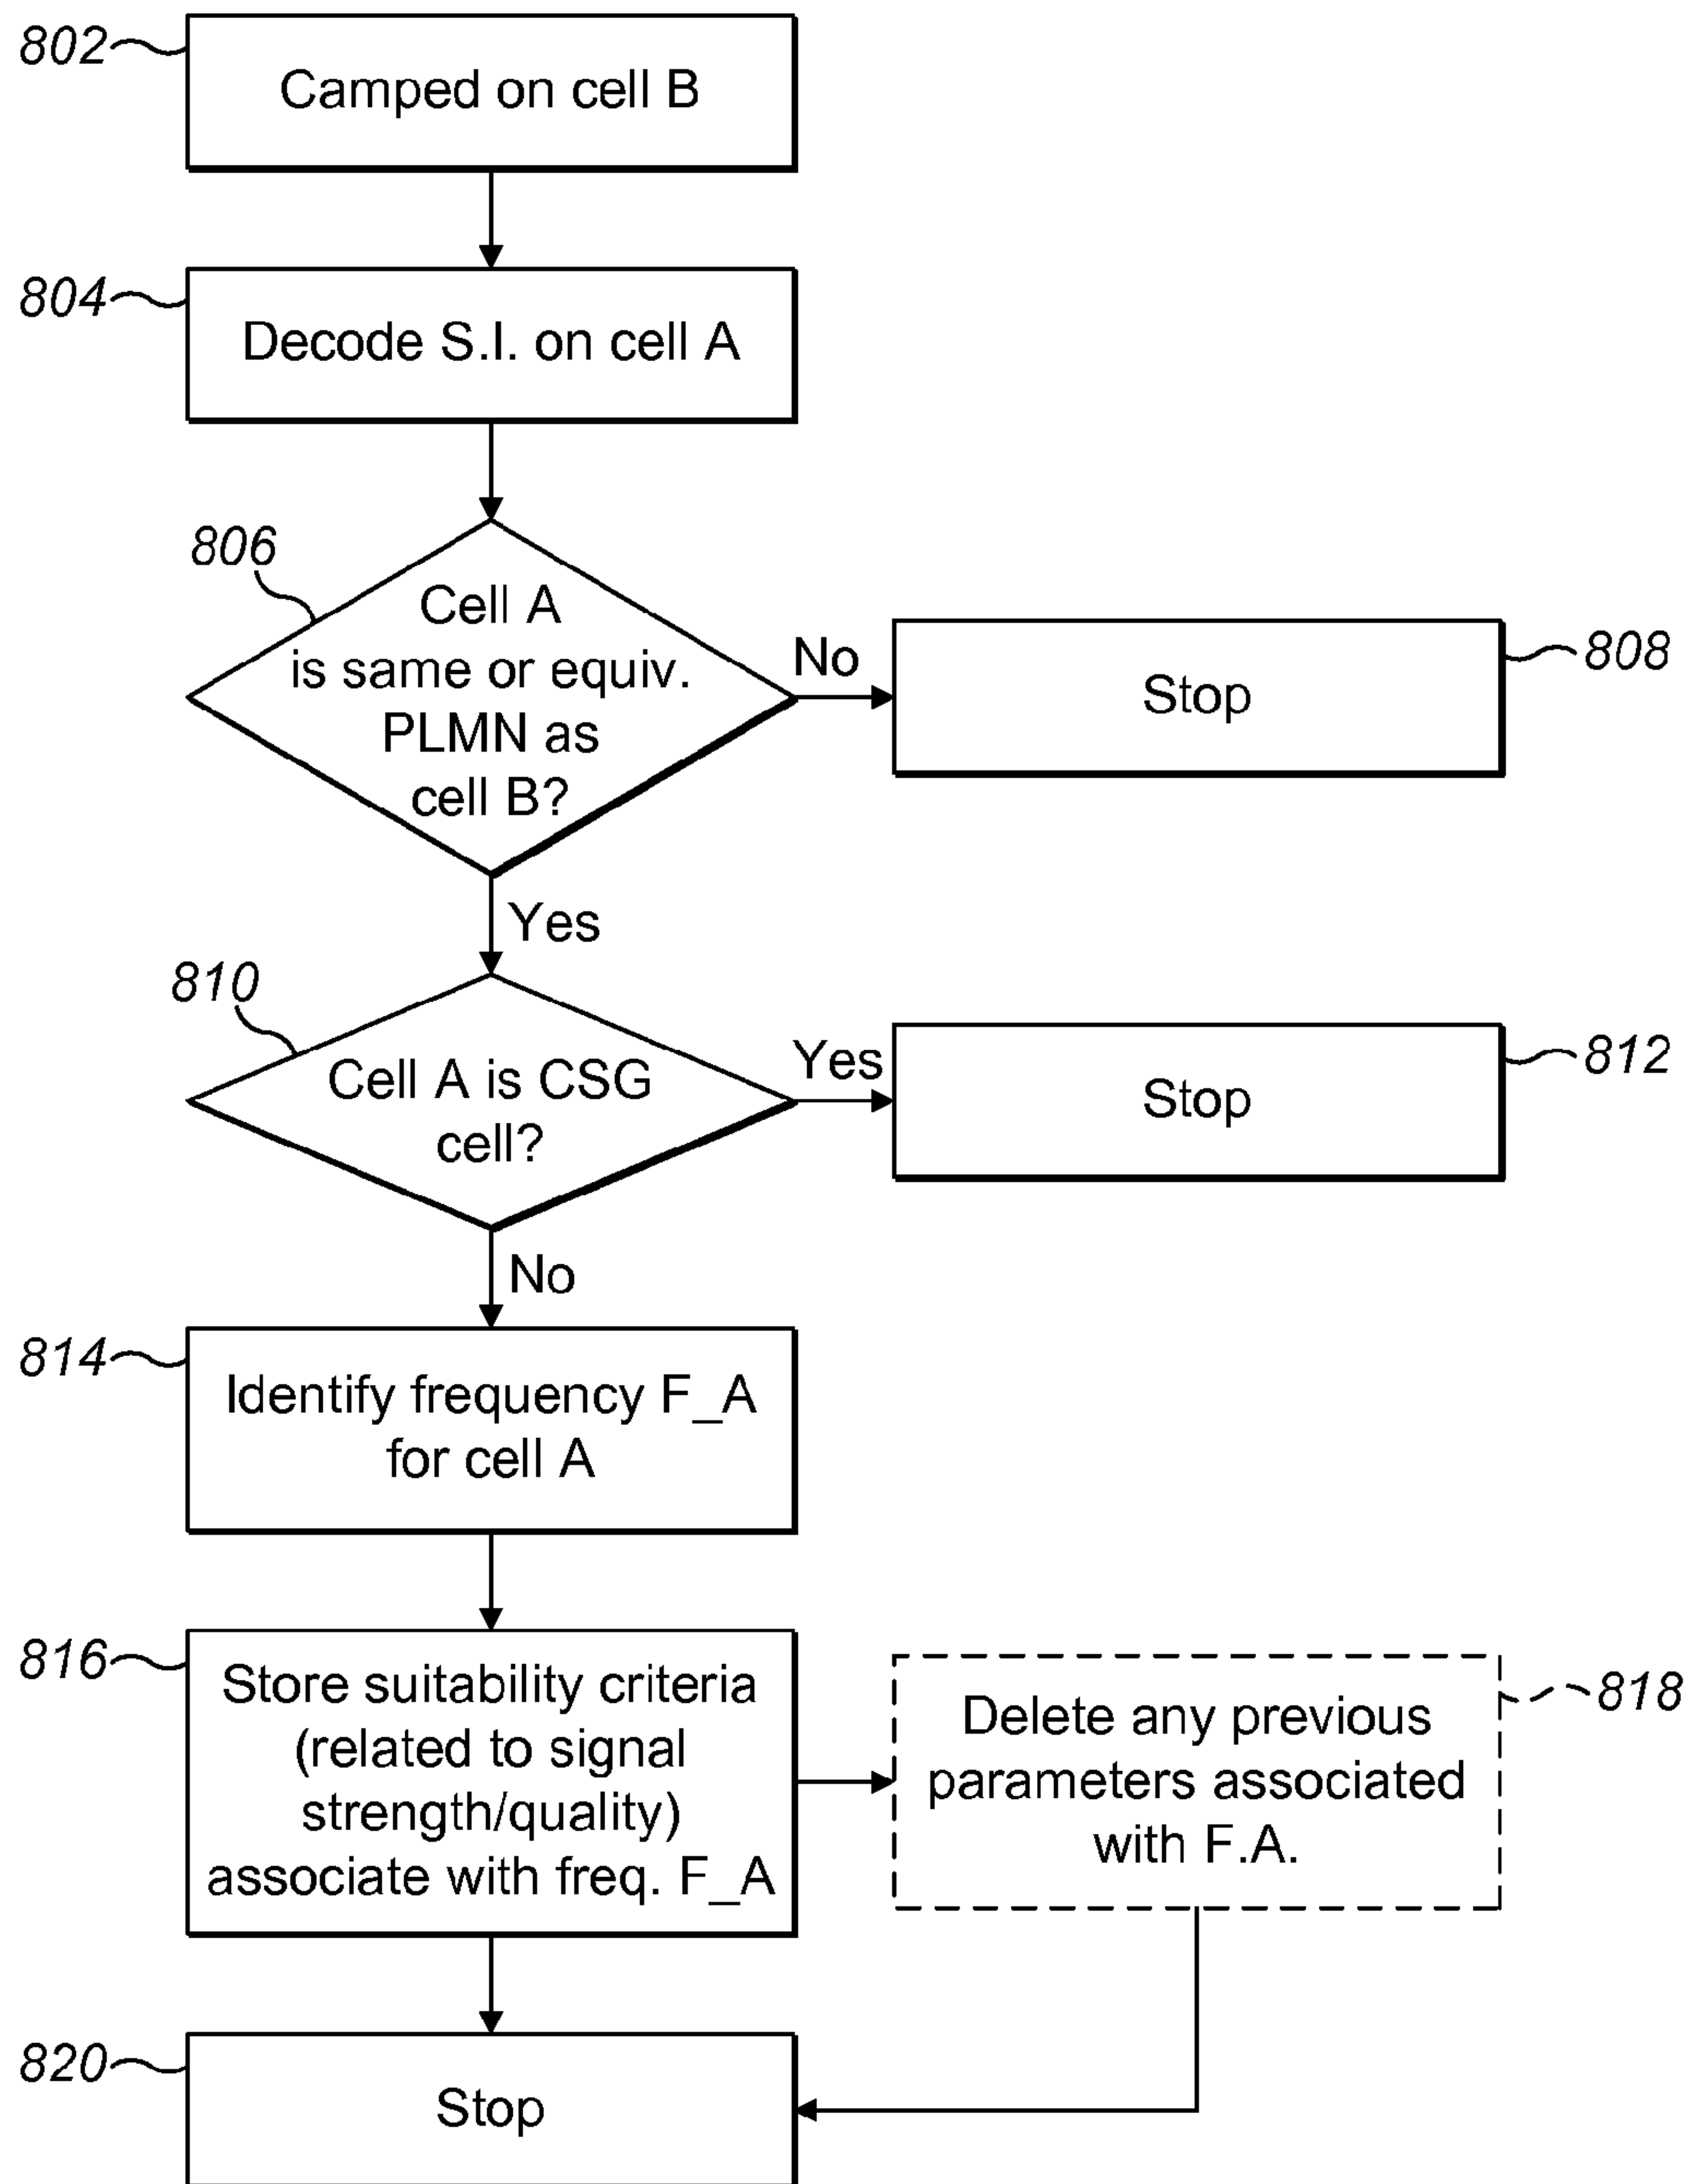 802
Camped on cell B
804
Decode S.I. on cell A
806
Cell A
is same or equiv.
PLMN as
cell B?
No
Stop
808
Yes
810
Cell A is CSG
cell?
Yes
Stop
812
No
814
Identify frequency F_A
for cell A
816
Store suitability criteria
(related to signal
strength/quality)
associate with freq. F_A
Delete any previous
parameters associated
with F.A.
818
820
Stop